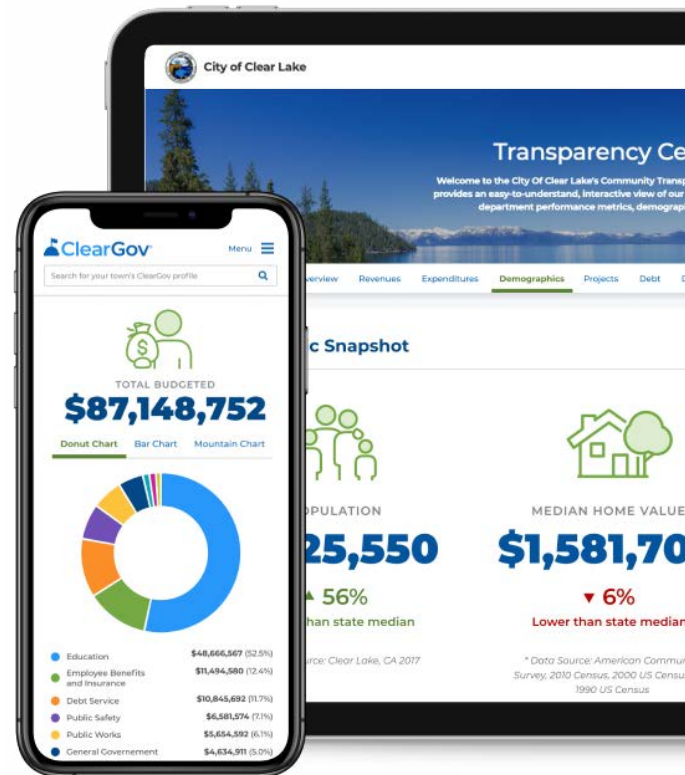 City of Clear Lake
Transparency Ce
Welcome to the City Of Clear Lake's Community Transp
provides an easy-to-understand, interactive view of our
department performance metrics, demograp
erview Revenues Expenditures Demographics Projects Debt D
c Snapshot
OPULATION
25,550
56%
than state median
rce: Clear Lake, CA 2017
MEDIAN HOME VALUE
$1,581,70
6%
Lower than state median
* Data Source: American Commun
Survey, 2010 Census, 2000 US Census
1990 US Census
ClearGov
Menu
Search for your town's ClearGov profile
$
TOTAL BUDGETED
$87,148,752
Donut Chart Bar Chart Mountain Chart
Education $48,666,567 (52.5%)
Employee Benefits
and Insurance $11,494,580 (12.4%)
Debt Service $10,845,692 (11.7%)
Public Safety $6,581,574 (7.1%)
Public Works $5,654,592 (6.1%)
General Governement $4,634,911 (5.0%)